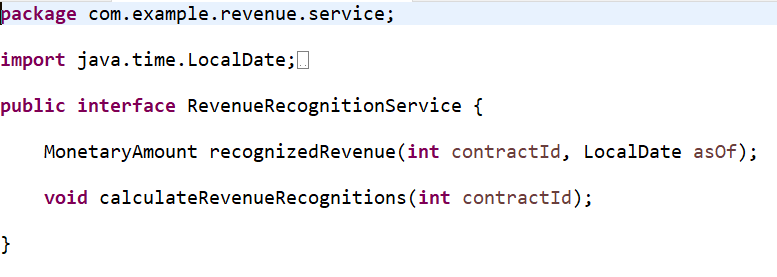 package com.example.revenue.service;
import java.time.LocalDate;
public interface RevenueRecognitionService {
MonetaryAmount recognizedRevenue(int contractId, LocalDate asOf);
void calculateRevenueRecognitions(int contractId);
}